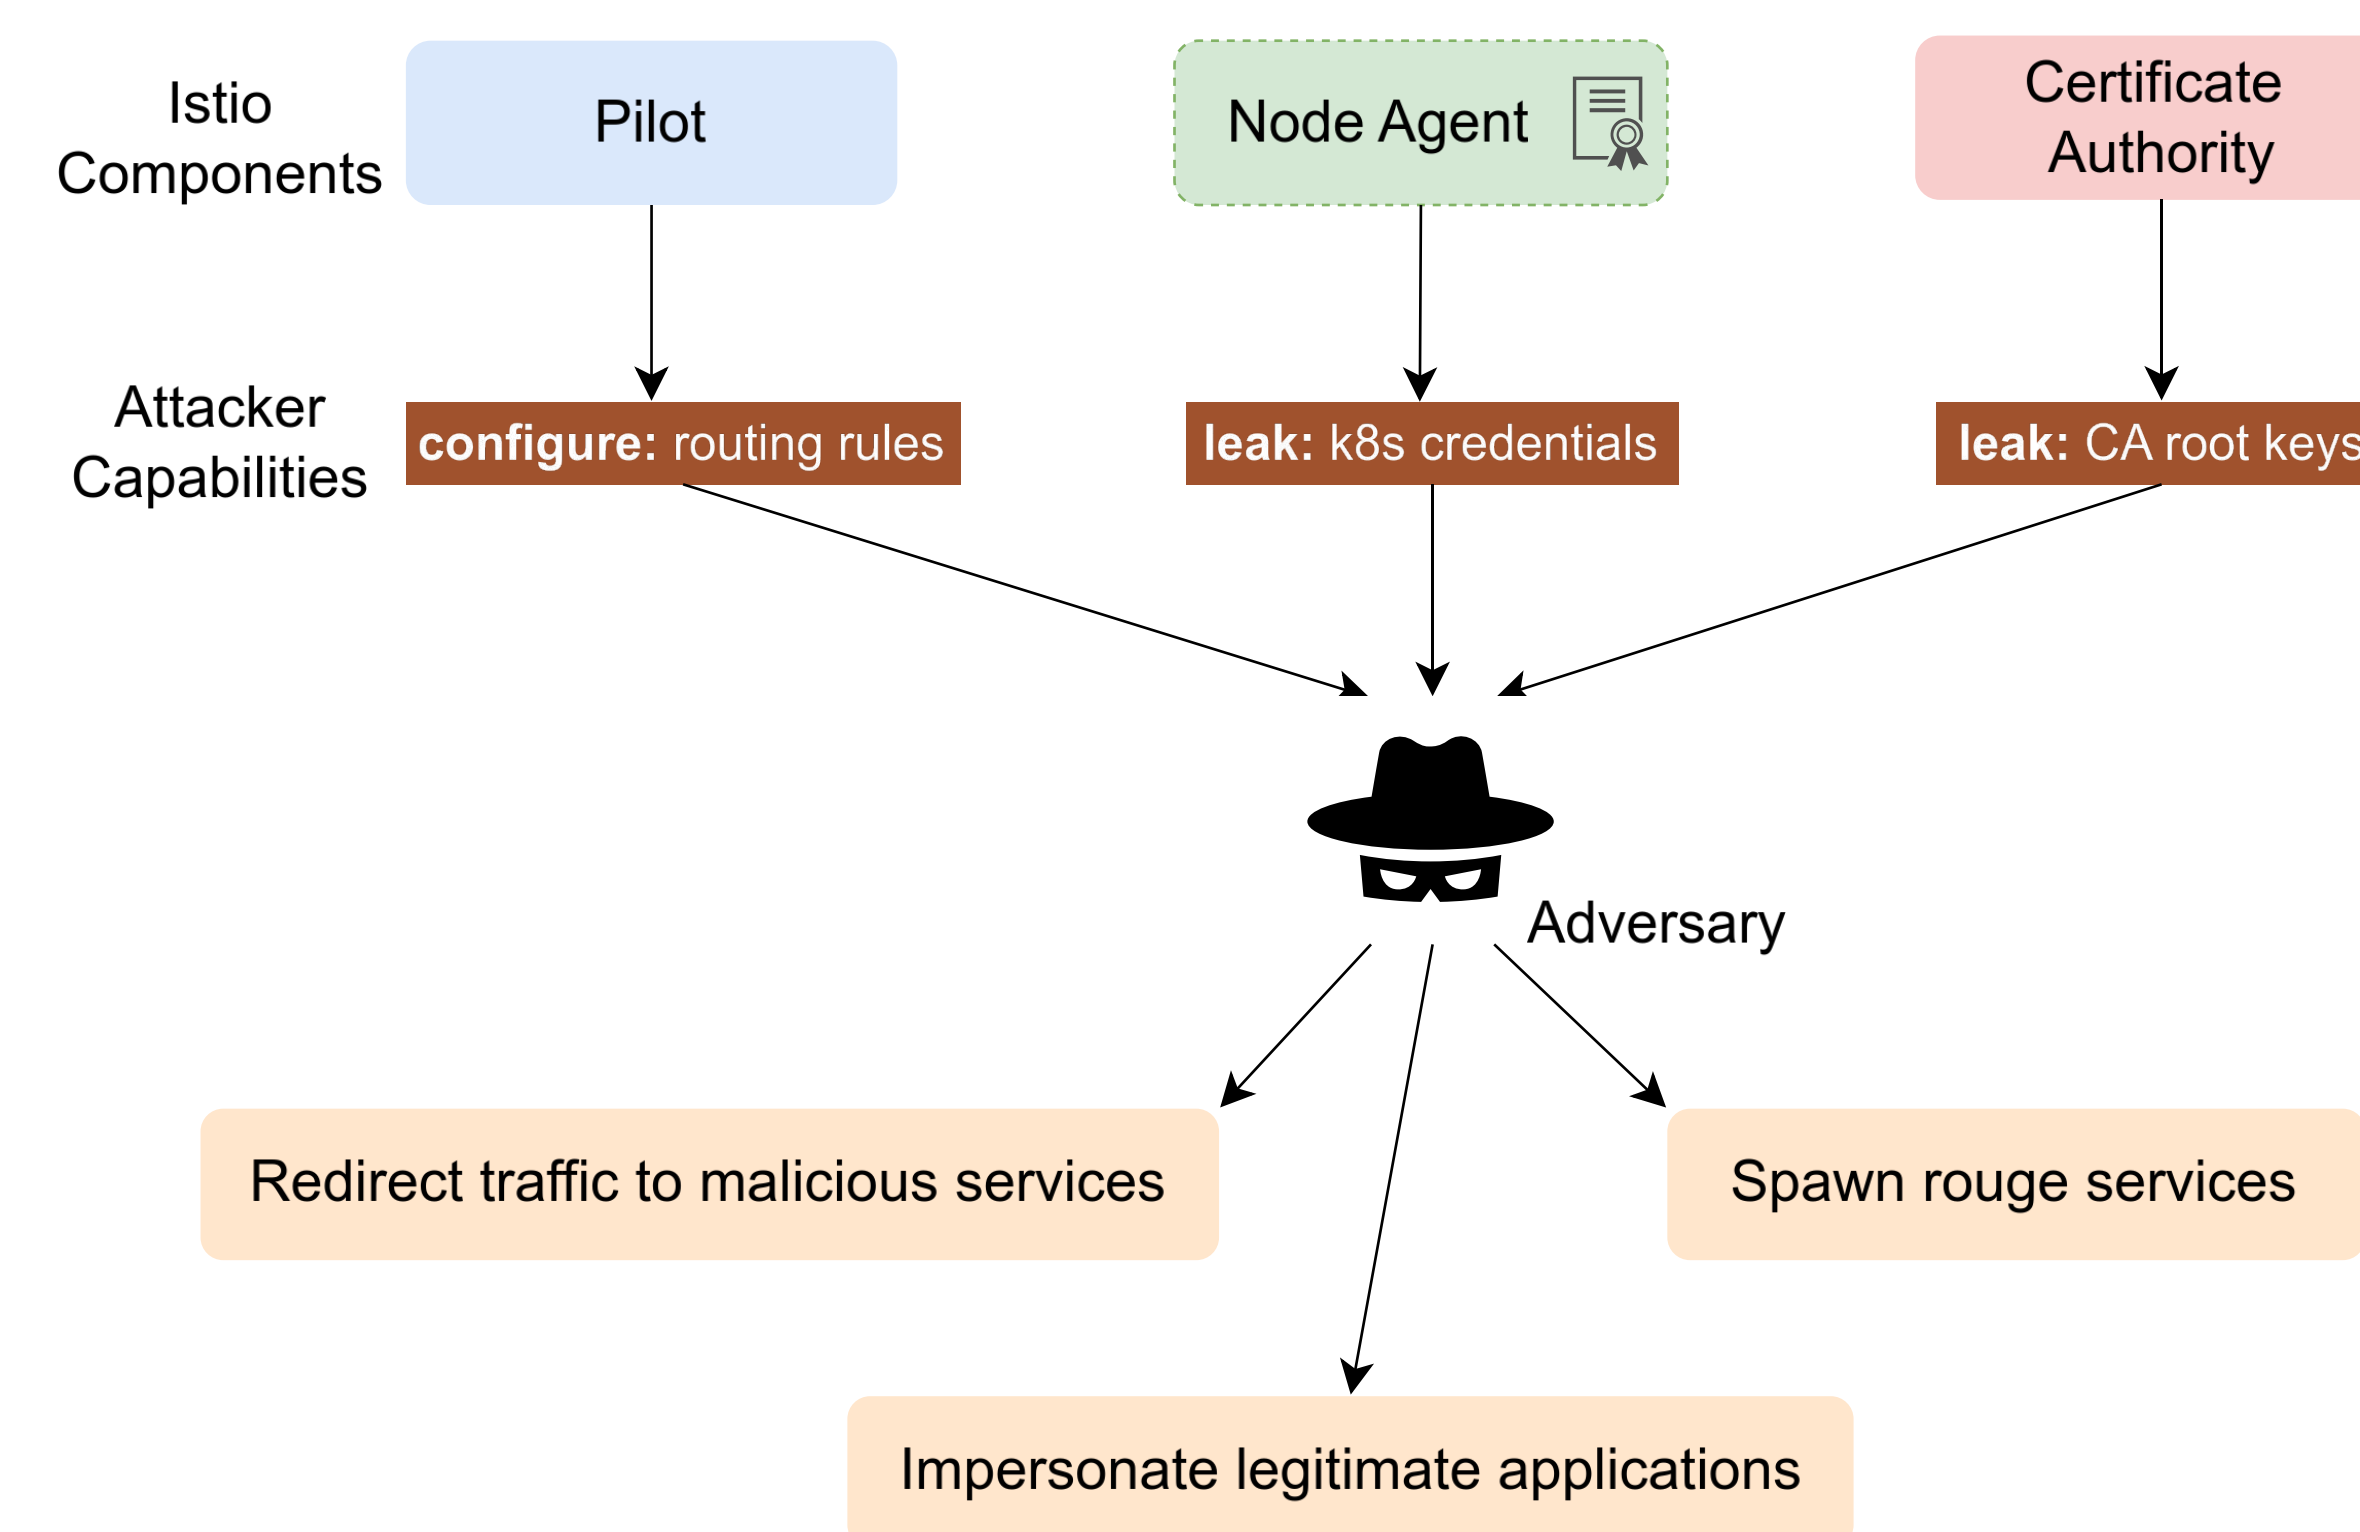 Istio
Components
Pilot
Node Agent
Certificate
Authority
Attacker
Capabilities
configure: routing rules
leak: k8s credentials
leak: CA root keys
Adversary
Redirect traffic to malicious services
Spawn rouge services
Impersonate legitimate applications